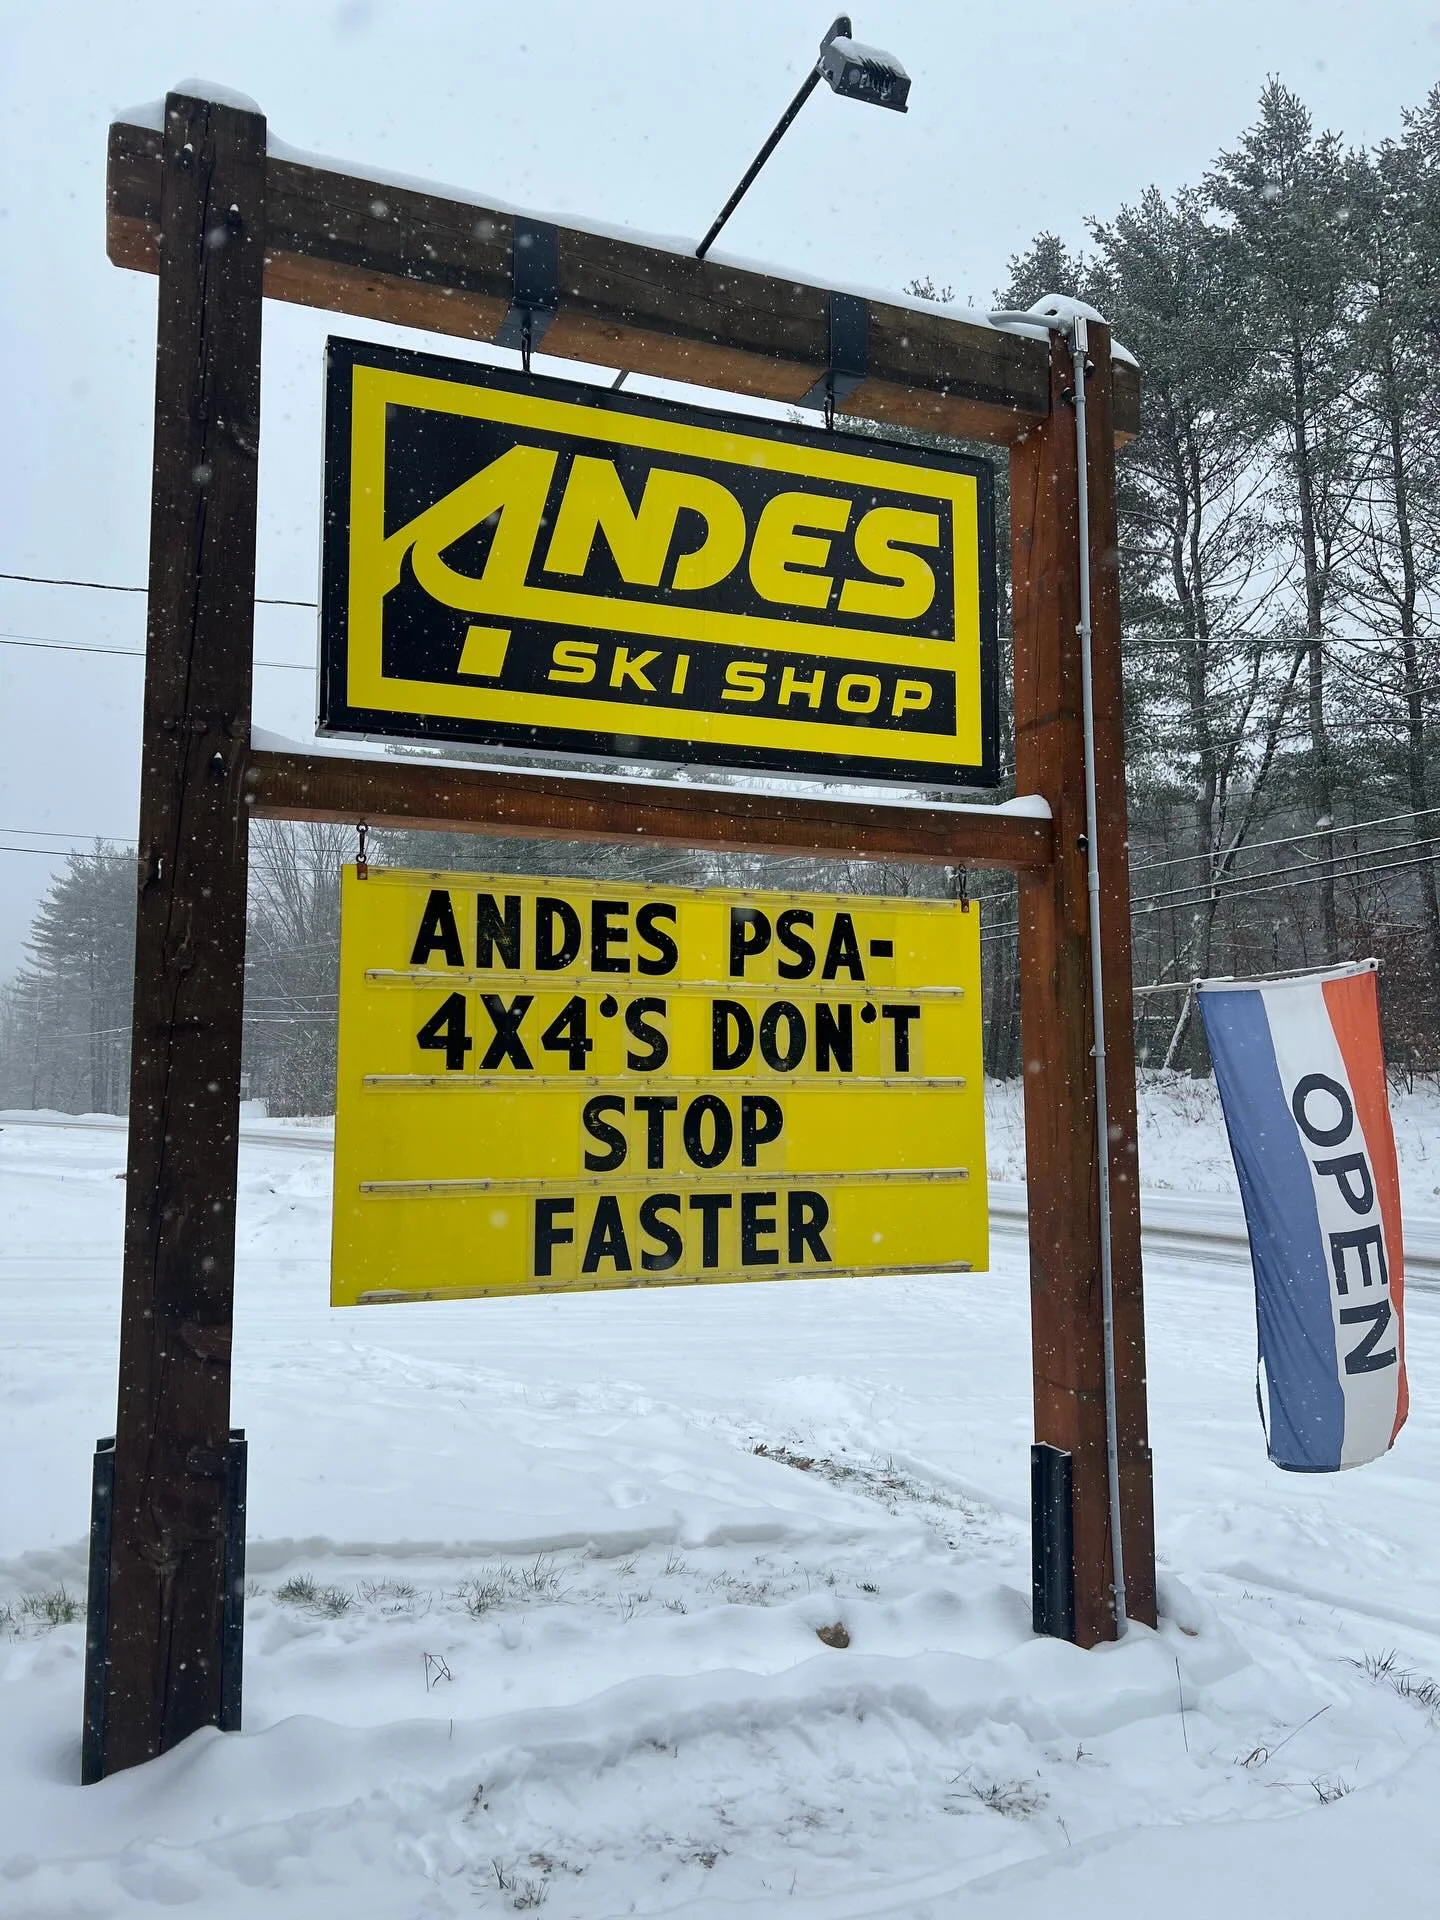 ANDES
SKI SHOP
ANDES PSA-
4X4'S DON'T
STOP
FASTER
OPEN